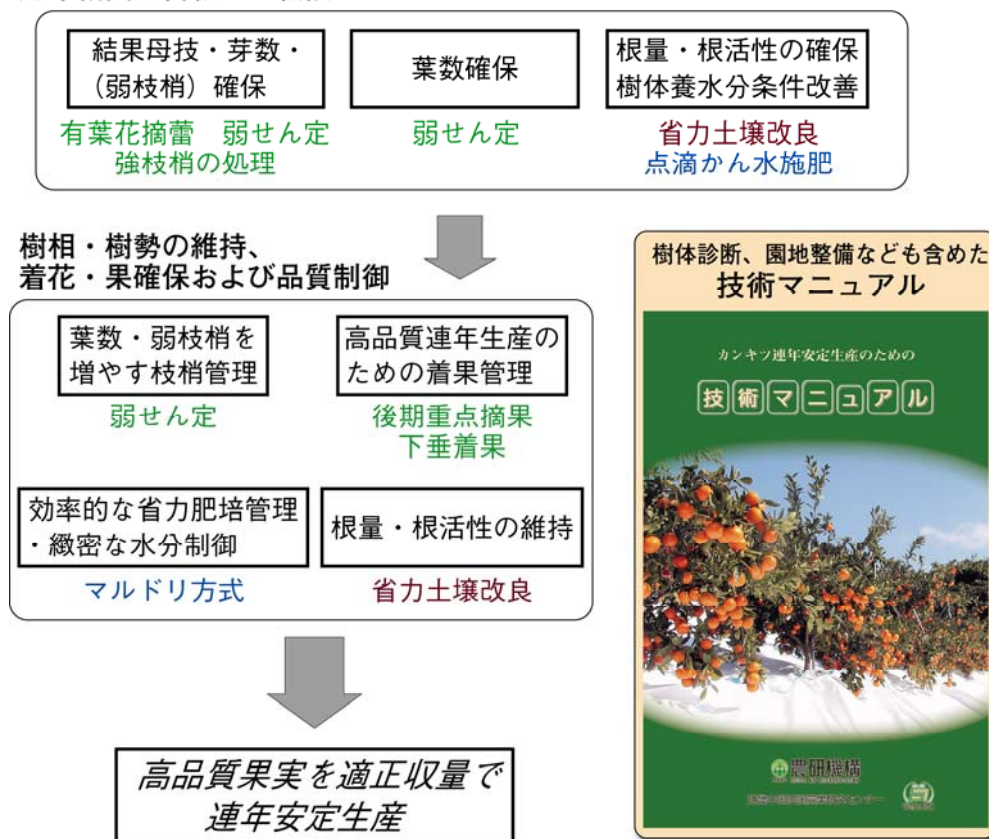 結果母技・芽数・
（弱枝梢）確保
有葉花摘蕾　弱せん定
強枝梢の処理
葉数確保
弱せん定
根量・根活性の確保
樹体養水分条件改善
省力土壌改良
点滴かん水施肥
樹相・樹勢の維持、
着花・果確保および品質制御
葉数・弱枝梢を
増やす枝梢管理
弱せん定
高品質連年生産の
ための着果管理
後期重点摘果
下垂着果
効率的な省力肥培管理
・緻密な水分制御
マルドリ方式
根量・根活性の維持
省力土壌改良
高品質果実を適正収量で
連年安定生産
樹体診断、園地整備なども含めた
技術マニュアル
カンキツ連年安定生産のための
技術マニュアル
農研機構